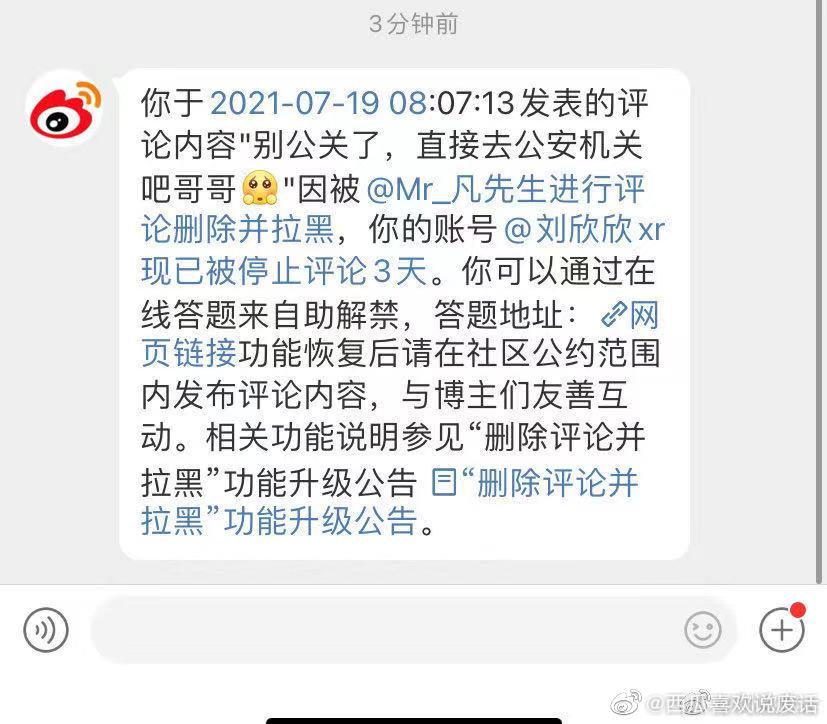 3分钟前
你于2021-07-19 08:07:13发表的评
论内容"别公关了，直接去公安机关
吧哥哥🥺"因被@Mr_凡先生进行评
论删除并拉黑，你的账号@刘欣欣xr
现已被停止评论3天。你可以通过在
线答题来自助解禁，答题地址：网
页链接功能恢复后请在社区公约范围
内发布评论内容，与博主们友善互
动。相关功能说明参见“删除评论并
拉黑”功能升级公告“删除评论并
拉黑”功能升级公告。
@西瓜喜欢说废话